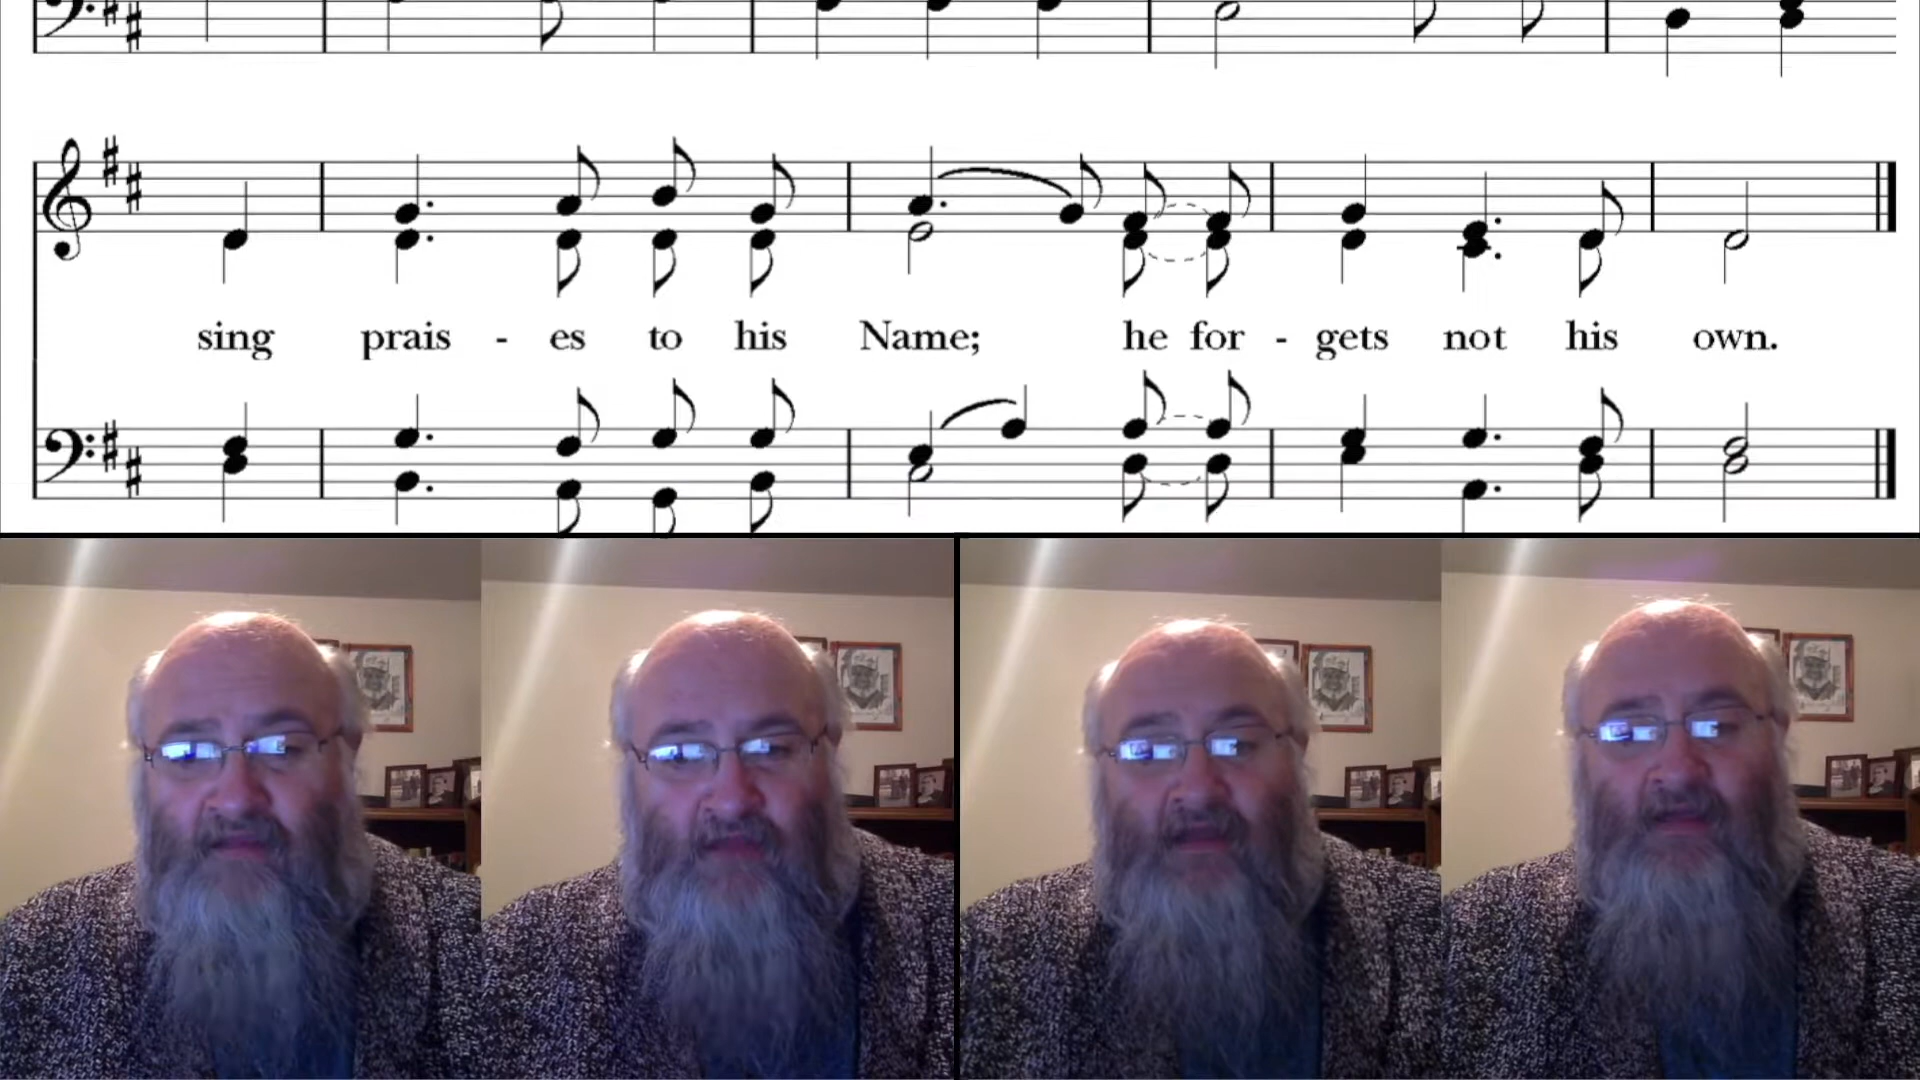 sing prais - es to his Name; he for - gets not his own.